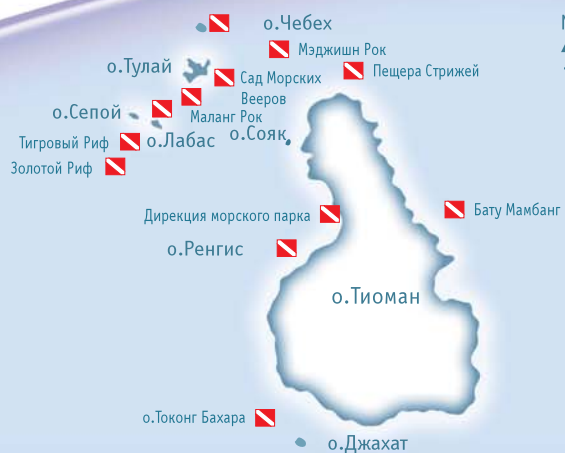 о.Чебех
Мэджишн Рок
о.Тулай
Пещера Стрижей
Сад Морских
Вееров
о.Сепой
Маланг Рок
о.Сояк
Тигровый Риф
о.Лабас
Золотой Риф
Дирекция морского парка
Бату Мамбанг
о.Ренгис
о.Тиоман
о.Токонг Бахара
о.Джахат